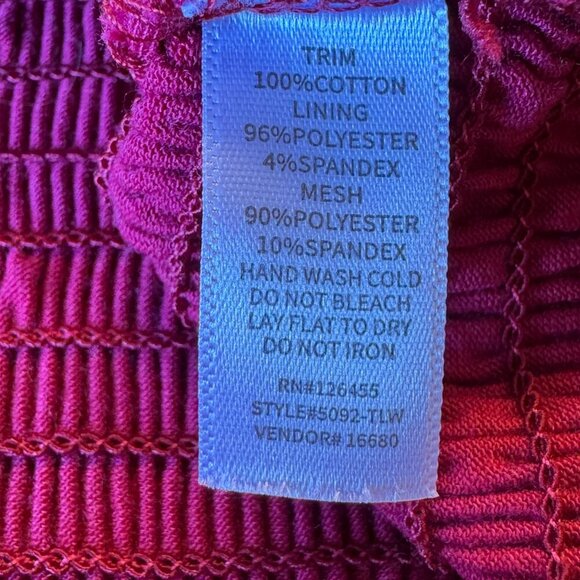 TRIM
100%COTTON
LINING
96%POLYESTER
4%SPANDEX
MESH
90%POLYESTER
10%SPANDEX
HAND WASH COLD
DO NOT BLEACH
LAY FLAT TO DRY
DO NOT IRON
RN#126455
STYLE#5092-TLW
VENDOR# 16680